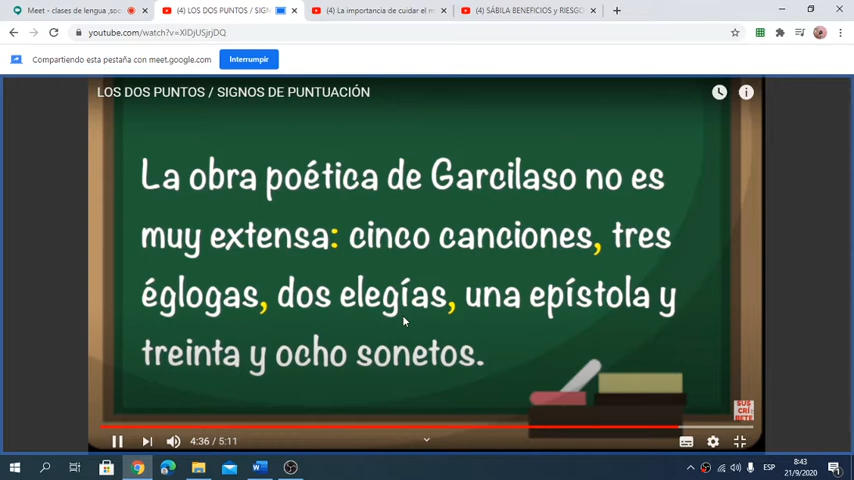 Meet - clases de lengua ,soc
(4) LOS DOS PUNTOS / SIGN
(4) La importancia de cuidar el m
(4) SÁBILA BENEFICIOS y RIESGO
youtube.com/watch?v=XlDjUSjrjDQ
Compartiendo esta pestaña con meet.google.com
Interrumpir
LOS DOS PUNTOS / SIGNOS DE PUNTUACIÓN
La obra poética de Garcilaso no es
muy extensa: cinco canciones, tres
églogas, dos elegías, una epístola y
treinta y ocho sonetos.
SUS
CRÍ
BETE
4:36 / 5:11
ESP
8:43
21/9/2020